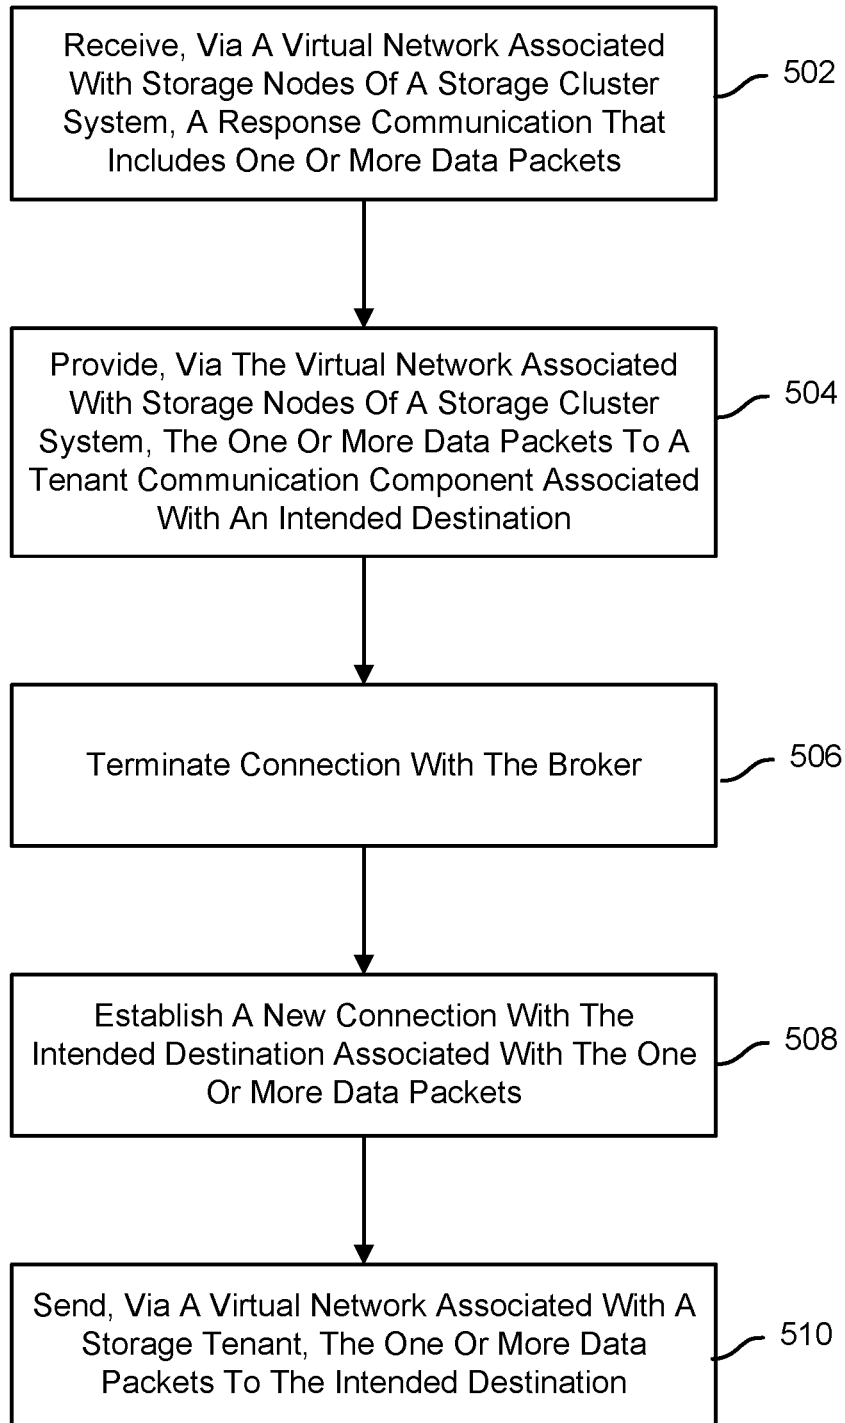 Receive, Via A Virtual Network Associated
With Storage Nodes Of A Storage Cluster
System, A Response Communication That
Includes One Or More Data Packets
502
Provide, Via The Virtual Network Associated
With Storage Nodes Of A Storage Cluster
System, The One Or More Data Packets To A
Tenant Communication Component Associated
With An Intended Destination
504
Terminate Connection With The Broker
506
Establish A New Connection With The
Intended Destination Associated With The One
Or More Data Packets
508
Send, Via A Virtual Network Associated With A
Storage Tenant, The One Or More Data
Packets To The Intended Destination
510